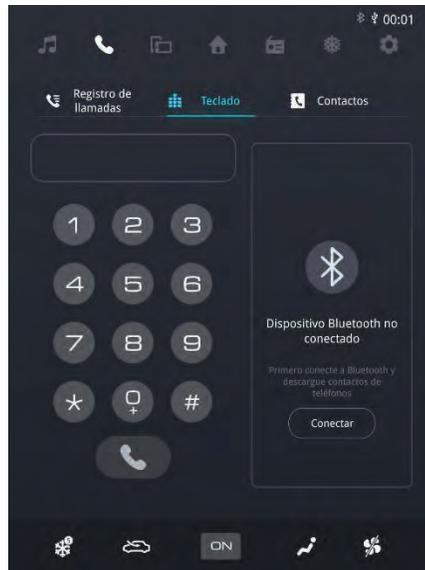 00:01
Registro de
llamadas
Teclado
Contactos
1 2 3
4 5 6
7 8 9
* 0 #
+
Dispositivo Bluetooth no
conectado
Primero conecte a Bluetooth y
descargue contactos de
teléfonos
Conectar
ON